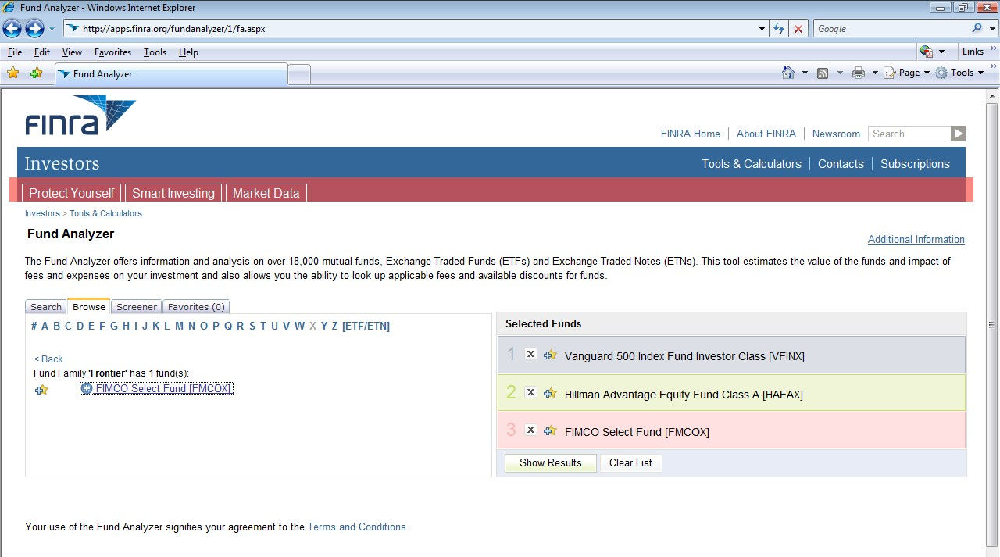 Fund Analyzer - Windows Internet Explorer
http://apps.finra.org/fundanalyzer/1/fa.aspx
Google
File Edit View Favorites Tools Help
Links »
Fund Analyzer
Page Tools »
FINRA
FINRA Home About FINRA Newsroom Search
Investors
Tools & Calculators Contacts Subscriptions
Protect Yourself Smart Investing Market Data
Investors > Tools & Calculators
Fund Analyzer
Additional Information
The Fund Analyzer offers information and analysis on over 18,000 mutual funds, Exchange Traded Funds (ETFs) and Exchange Traded Notes (ETNs). This tool estimates the value of the funds and impact of
fees and expenses on your investment and also allows you the ability to look up applicable fees and available discounts for funds.
Search Browse Screener Favorites (0)
# A B C D E F G H I J K L M N O P Q R S T U V W X Y Z [ETF/ETN]
< Back
Fund Family 'Frontier' has 1 fund(s):
FIMCO Select Fund [FMCOX]
Selected Funds
1 x Vanguard 500 Index Fund Investor Class [VFINX]
2 x Hillman Advantage Equity Fund Class A [HAEAX]
3 x FIMCO Select Fund [FMCOX]
Show Results Clear List
Your use of the Fund Analyzer signifies your agreement to the Terms and Conditions.